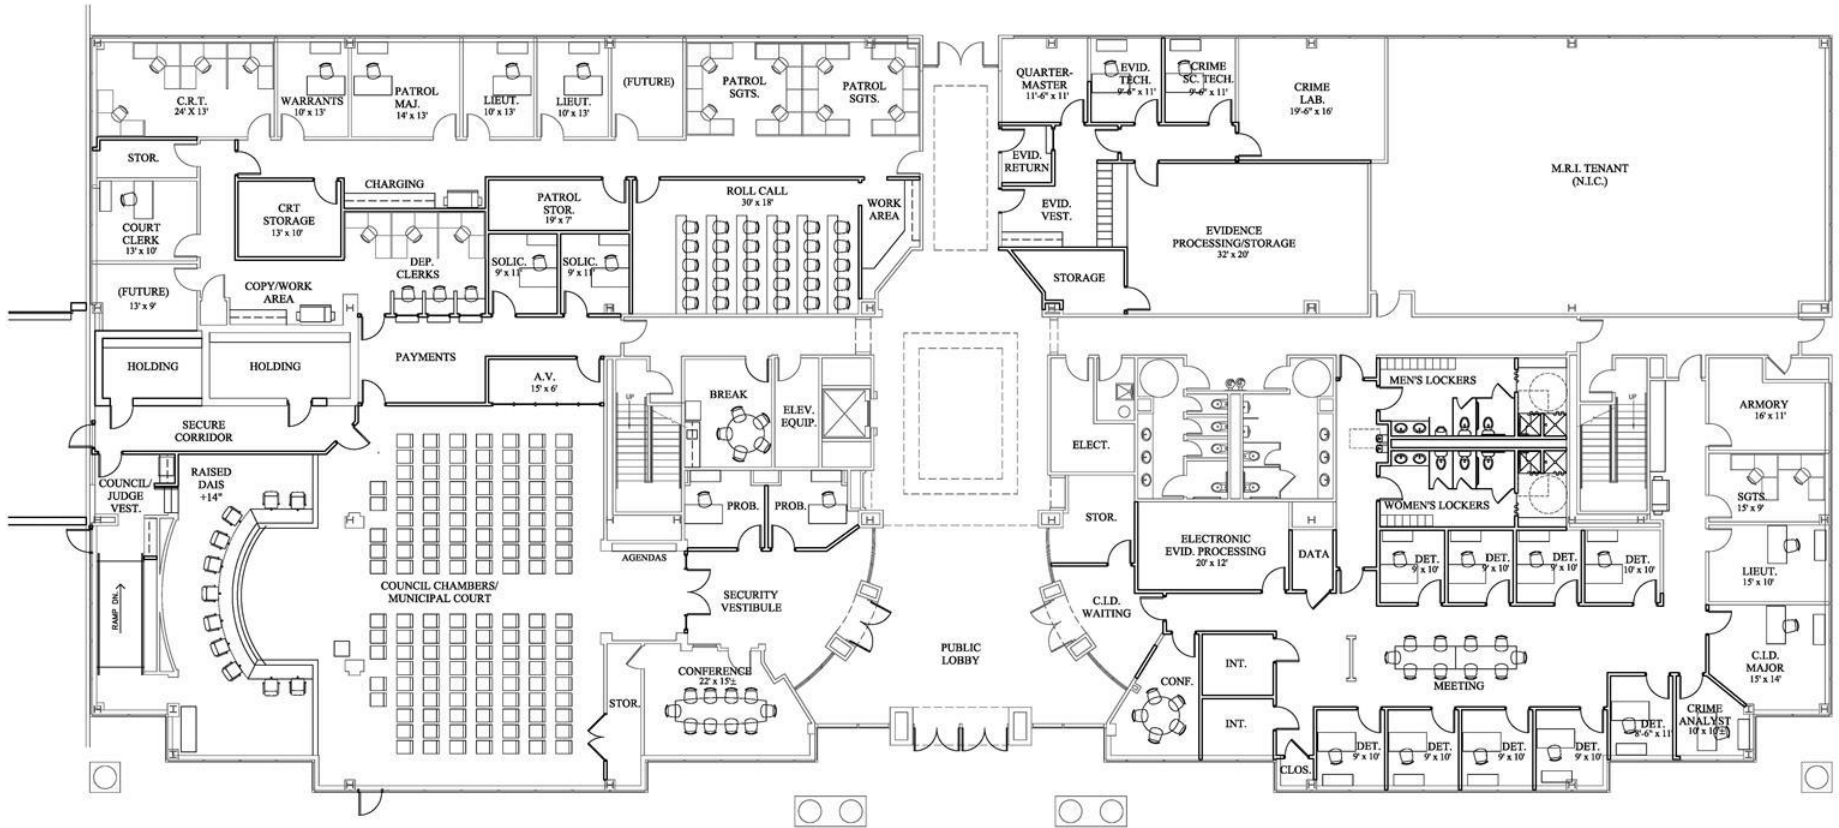 C.R.T.
24' X 13'
WARRANTS
10' x 13'
PATROL
MAJ.
14' x 13'
LIEUT.
10' x 13'
LIEUT.
10' x 13'
(FUTURE)
PATROL
SGTS.
PATROL
SGTS.
QUARTER-
MASTER
11'-6" x 11'
EVID.
TECH.
9'-6" x 11'
CRIME
SC. TECH.
9'-6" x 11'
CRIME
LAB.
19'-6" x 16'
M.R.I. TENANT
(N.I.C.)
STOR.
CHARGING
EVID.
RETURN
COURT
CLERK
13' x 10'
CRT
STORAGE
13' x 10'
PATROL
STOR.
19' x 7'
ROLL CALL
30' x 18'
WORK
AREA
EVID.
VEST.
EVIDENCE
PROCESSING/STORAGE
32' x 20'
DEP.
CLERKS
SOLIC.
9' x 11'
SOLIC.
9' x 11'
STORAGE
(FUTURE)
13' x 9'
COPY/WORK
AREA
HOLDING
HOLDING
PAYMENTS
A.V.
15' x 6'
UP
BREAK
ELEV.
EQUIP.
ELECT.
MEN'S LOCKERS
UP
ARMORY
16' x 11'
SECURE
CORRIDOR
COUNCIL/
JUDGE
VEST.
RAISED
DAIS
+14"
PROB.
PROB.
STOR.
WOMEN'S LOCKERS
SGTS.
15' x 9'
AGENDAS
ELECTRONIC
EVID. PROCESSING
20' x 12'
DATA
DET.
9' x 10'
DET.
9' x 10'
DET.
9' x 10'
DET.
10' x 10'
LIEUT.
15' x 10'
RAMP DN.
COUNCIL CHAMBERS/
MUNICIPAL COURT
SECURITY
VESTIBULE
C.I.D.
WAITING
PUBLIC
LOBBY
INT.
C.I.D.
MAJOR
15' x 14'
CONFERENCE
22' x 15'±
STOR.
CONF.
MEETING
INT.
DET.
8'-6" x 11'
CRIME
ANALYST
10' x 10'±
CLOS.
DET.
9' x 10'
DET.
9' x 10'
DET.
9' x 10'
DET.
9' x 10'